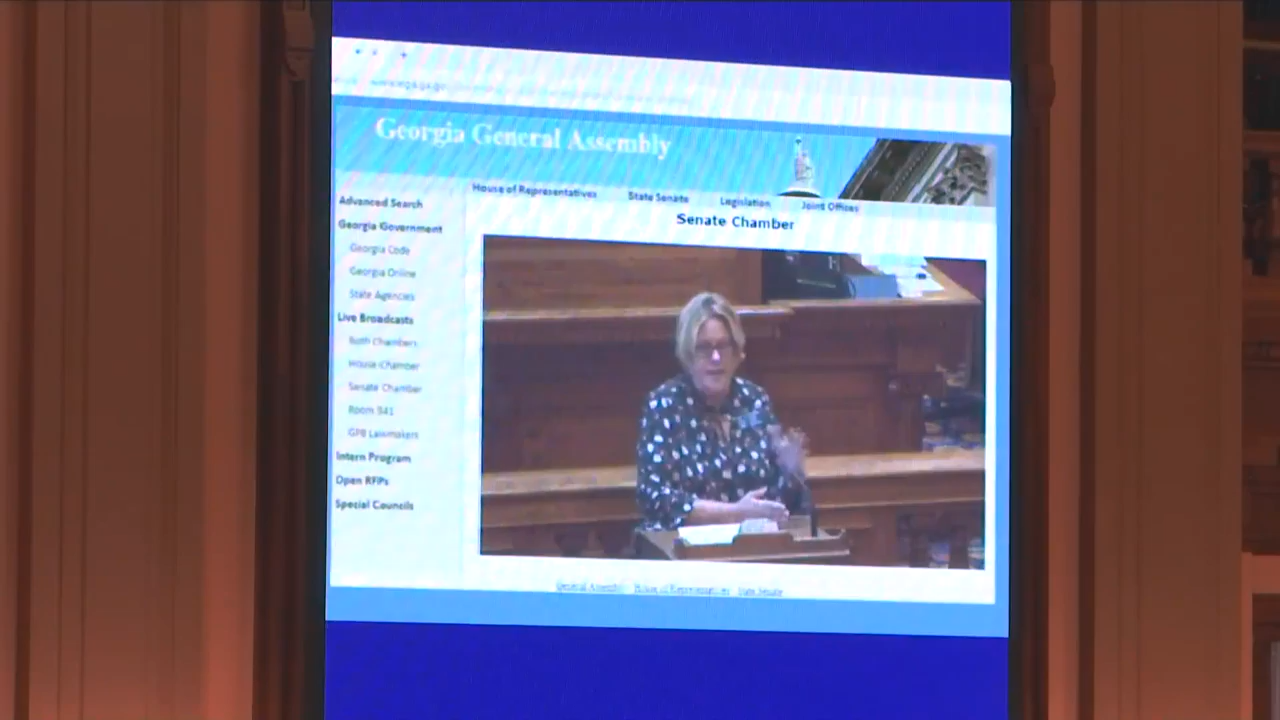 Georgia General Assembly
House of Representatives State Senate Legislation Joint Offices
Senate Chamber
Advanced Search
Georgia Government
Georgia Code
Georgia Online
State Agencies
Live Broadcasts
Both Chambers
House Chamber
Senate Chamber
Room 341
GPB Lawmakers
Intern Program
Open RFPs
Special Councils
General Assembly House of Representatives State Senate